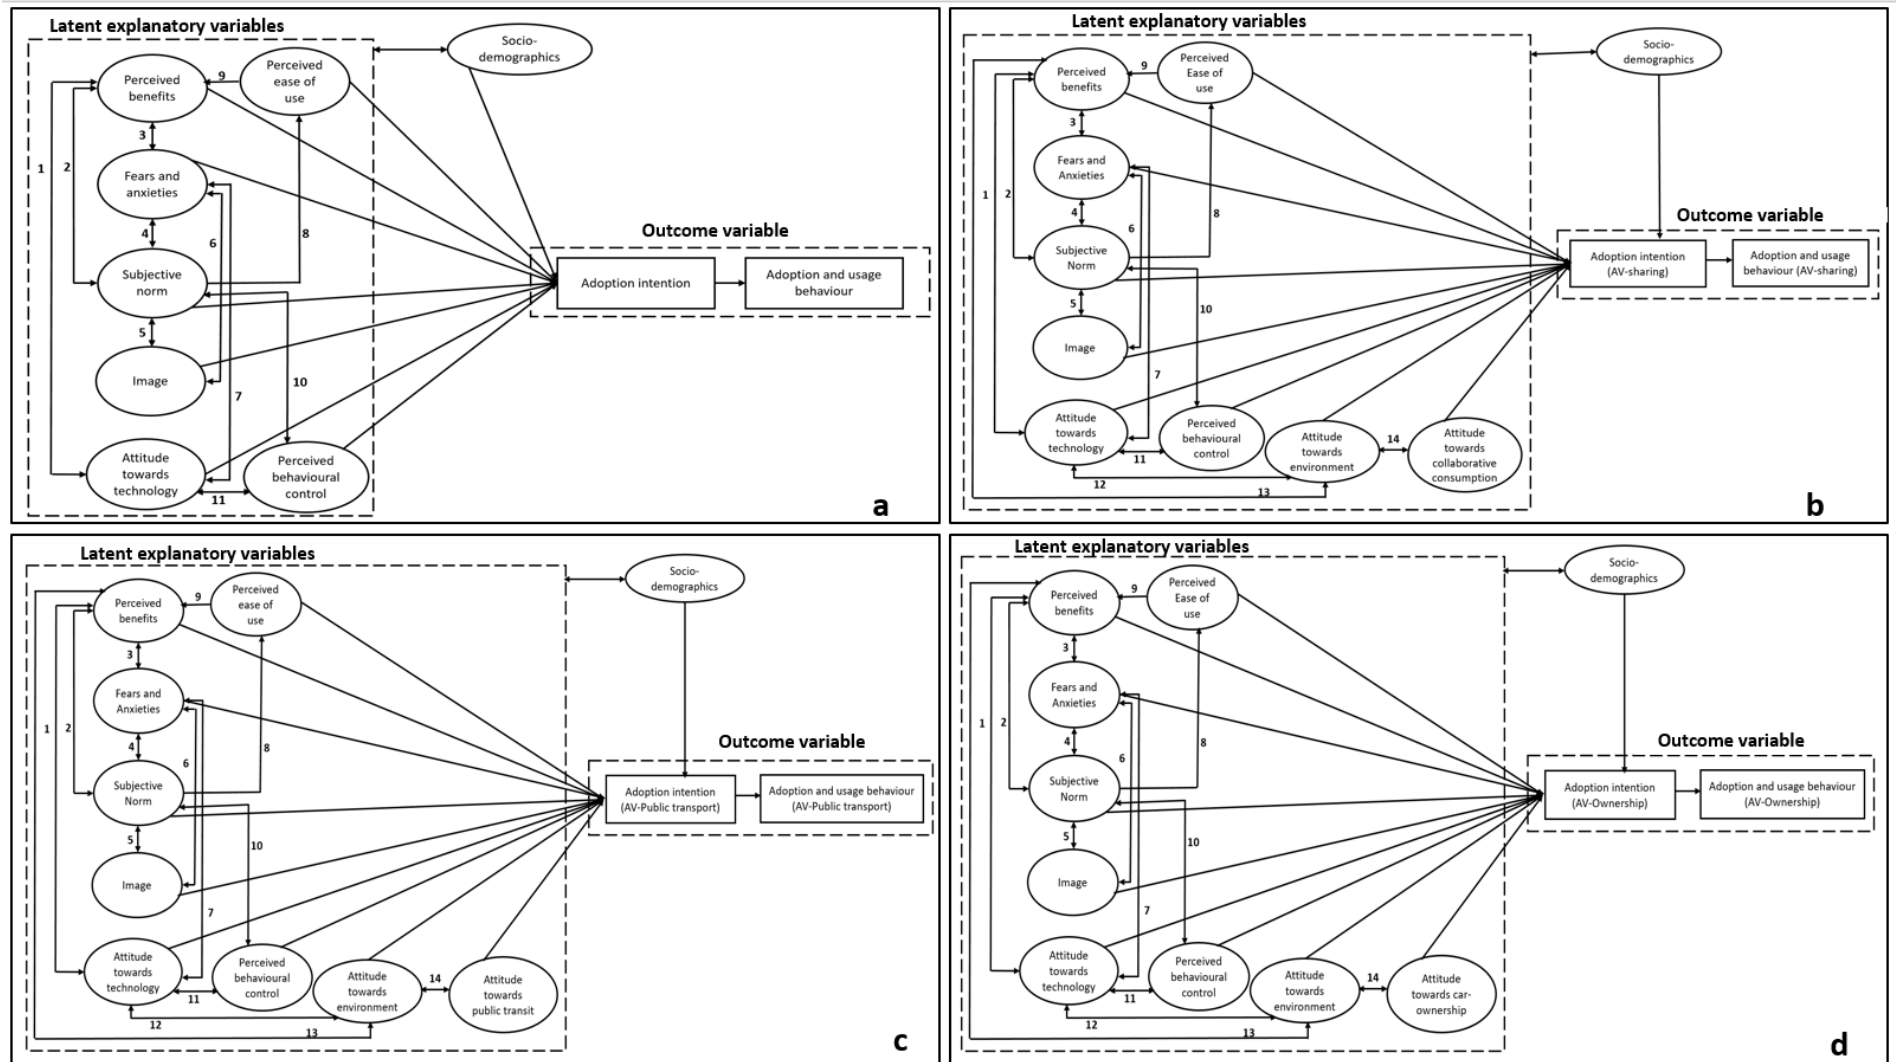 Latent explanatory variables
Socio-
demographics
Perceived
benefits
9
Perceived
ease of
use
3
1
2
Fears and
anxieties
4
6
8
Subjective
norm
Outcome variable
Adoption intention
Adoption and usage
behaviour
5
Image
10
7
Attitude
towards
technology
Perceived
behavioural
control
11
a
Latent explanatory variables
Socio-
demographics
Perceived
benefits
9
Perceived
Ease of
use
3
Fears and
Anxieties
1
2
4
6
8
Subjective
Norm
Outcome variable
Adoption intention
(AV-sharing)
Adoption and usage
behaviour (AV-sharing)
5
10
Image
7
Attitude
towards
technology
Perceived
behavioural
control
Attitude
towards
environment
14
Attitude
towards
collaborative
consumption
11
12
13
b
Latent explanatory variables
Socio-
demographics
Perceived
benefits
9
Perceived
ease of
use
3
Fears and
Anxieties
1
2
4
6
8
Subjective
Norm
Outcome variable
Adoption intention
(AV-Public transport)
Adoption and usage behaviour
(AV-Public transport)
5
10
Image
7
Attitude
towards
technology
Perceived
behavioural
control
Attitude
towards
environment
14
Attitude
towards
public transit
11
12
13
c
Latent explanatory variables
Socio-
demographics
Perceived
benefits
9
Perceived
Ease of
use
3
Fears and
Anxieties
1
2
4
6
8
Subjective
Norm
Outcome variable
Adoption intention
(AV-Ownership)
Adoption and usage behaviour
(AV-Ownership)
5
10
Image
7
Attitude
towards
technology
Perceived
behavioural
control
Attitude
towards
environment
14
Attitude
towards car-
ownership
11
12
13
d